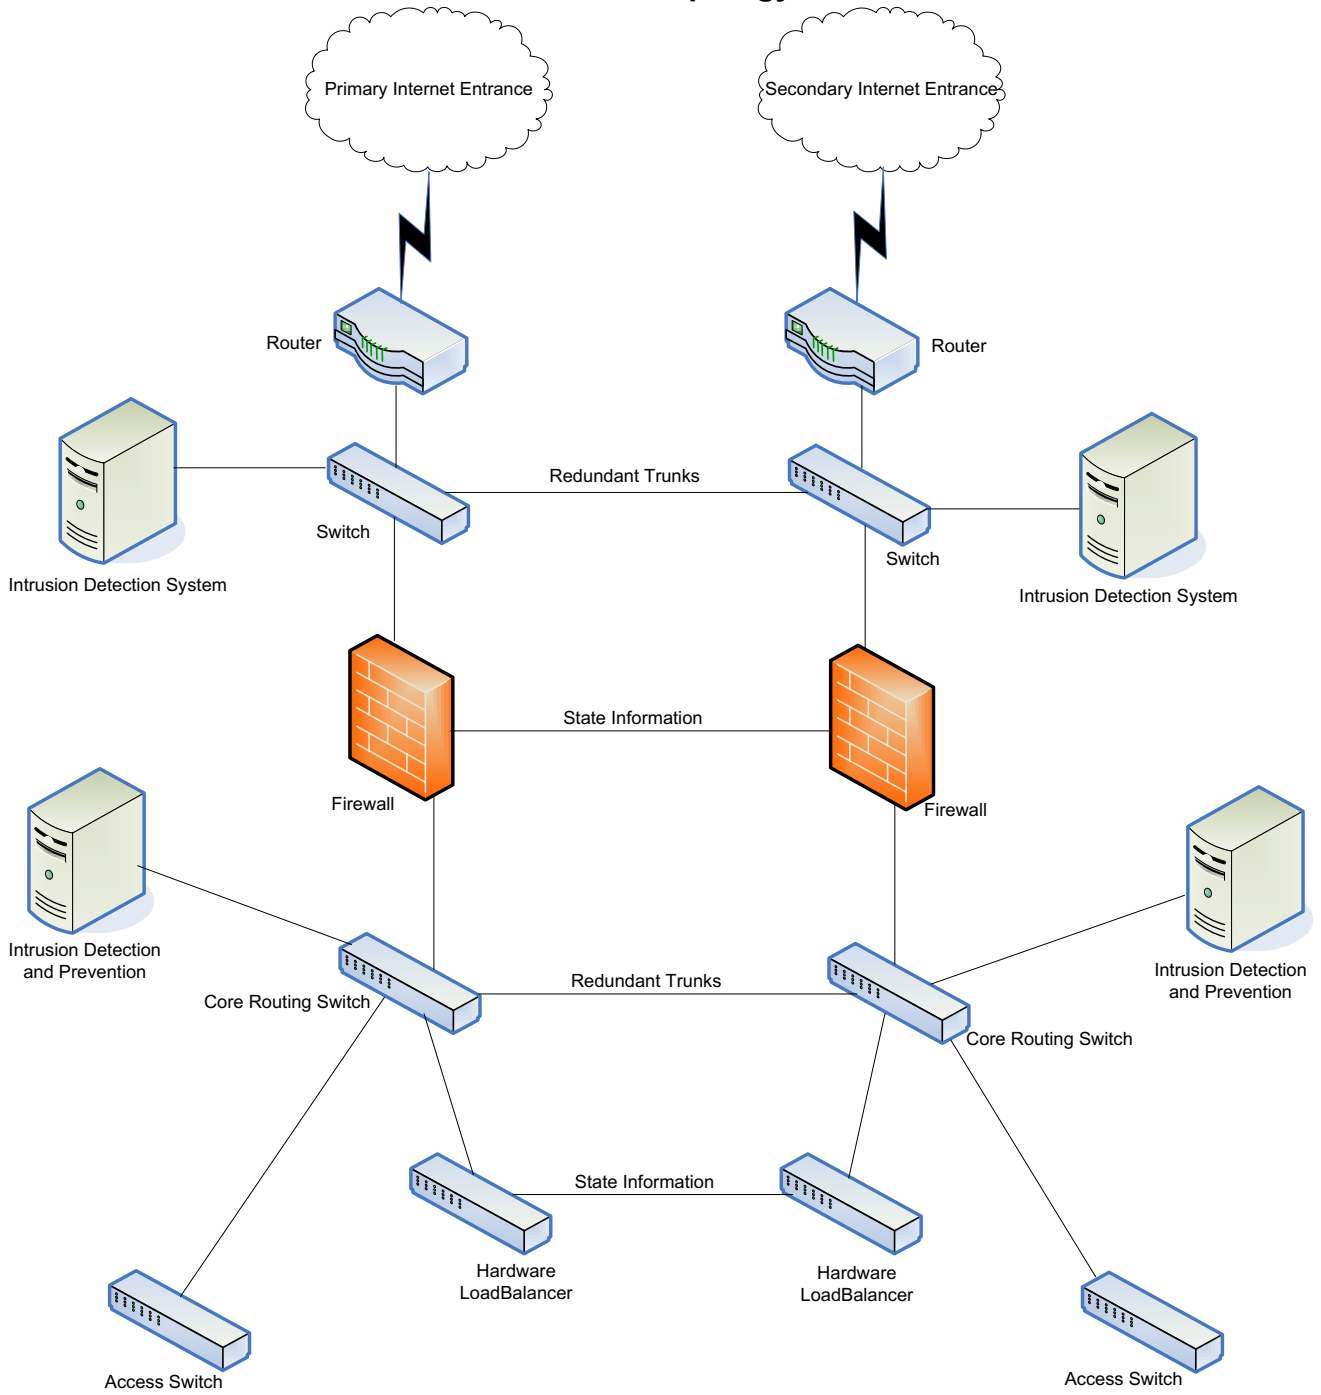 Primary Internet Entrance
Secondary Internet Entrance
Router
Router
Redundant Trunks
Switch
Switch
Intrusion Detection System
Intrusion Detection System
State Information
Firewall
Firewall
Intrusion Detection
and Prevention
Intrusion Detection
and Prevention
Redundant Trunks
Core Routing Switch
Core Routing Switch
State Information
Hardware
LoadBalancer
Hardware
LoadBalancer
Access Switch
Access Switch